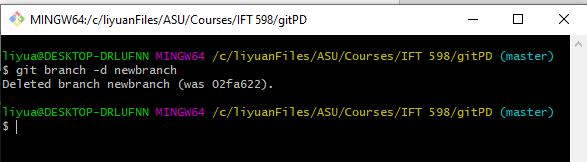 MINGW64:/c/liyuanFiles/ASU/Courses/IFT 598/gitPD
liyua@DESKTOP-DRLUFNN MINGW64 /c/liyuanFiles/ASU/Courses/IFT 598/gitPD (master)
$ git branch -d newbranch
Deleted branch newbranch (was 02fa622).
liyua@DESKTOP-DRLUFNN MINGW64 /c/liyuanFiles/ASU/Courses/IFT 598/gitPD (master)
$